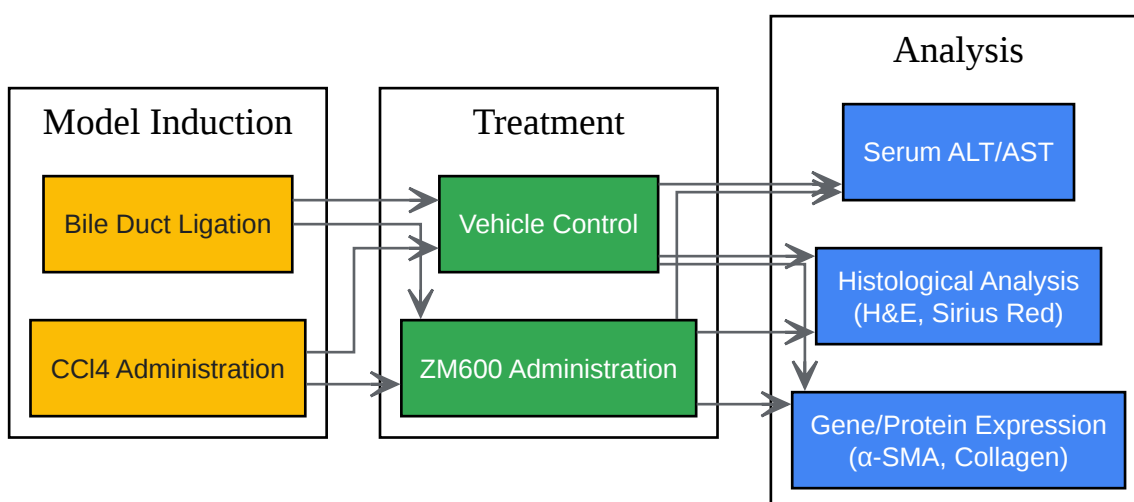 Model Induction
Bile Duct Ligation
CCl4 Administration
Treatment
Vehicle Control
ZM600 Administration
Analysis
Serum ALT/AST
Histological Analysis
(H&E, Sirius Red)
Gene/Protein Expression
(α-SMA, Collagen)